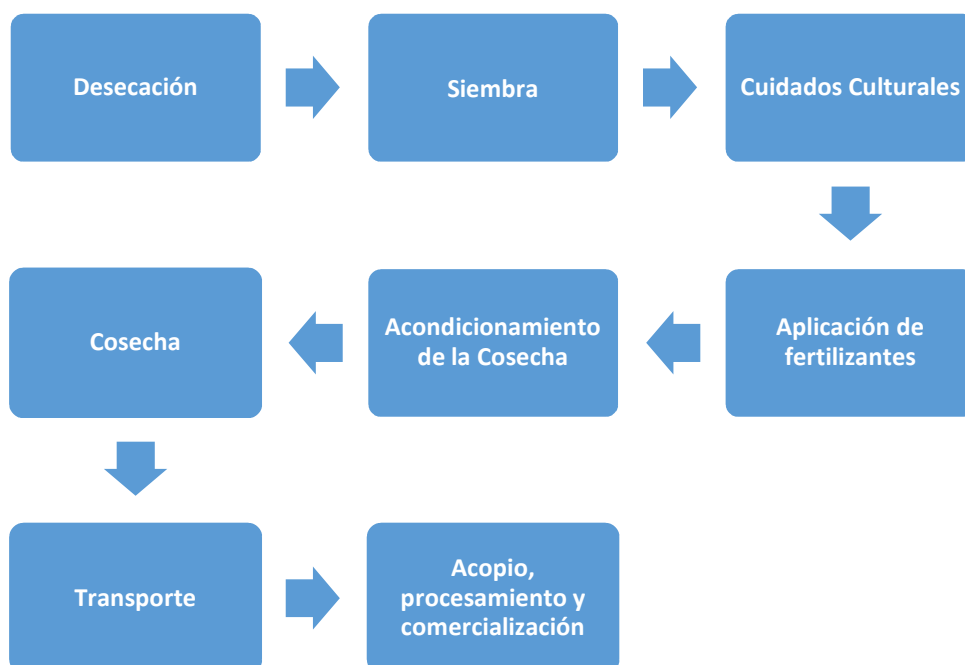 Desecación
Siembra
Cuidados Culturales
Aplicación de
fertilizantes
Acondicionamiento
de la Cosecha
Cosecha
Transporte
Acopio,
procesamiento y
comercialización